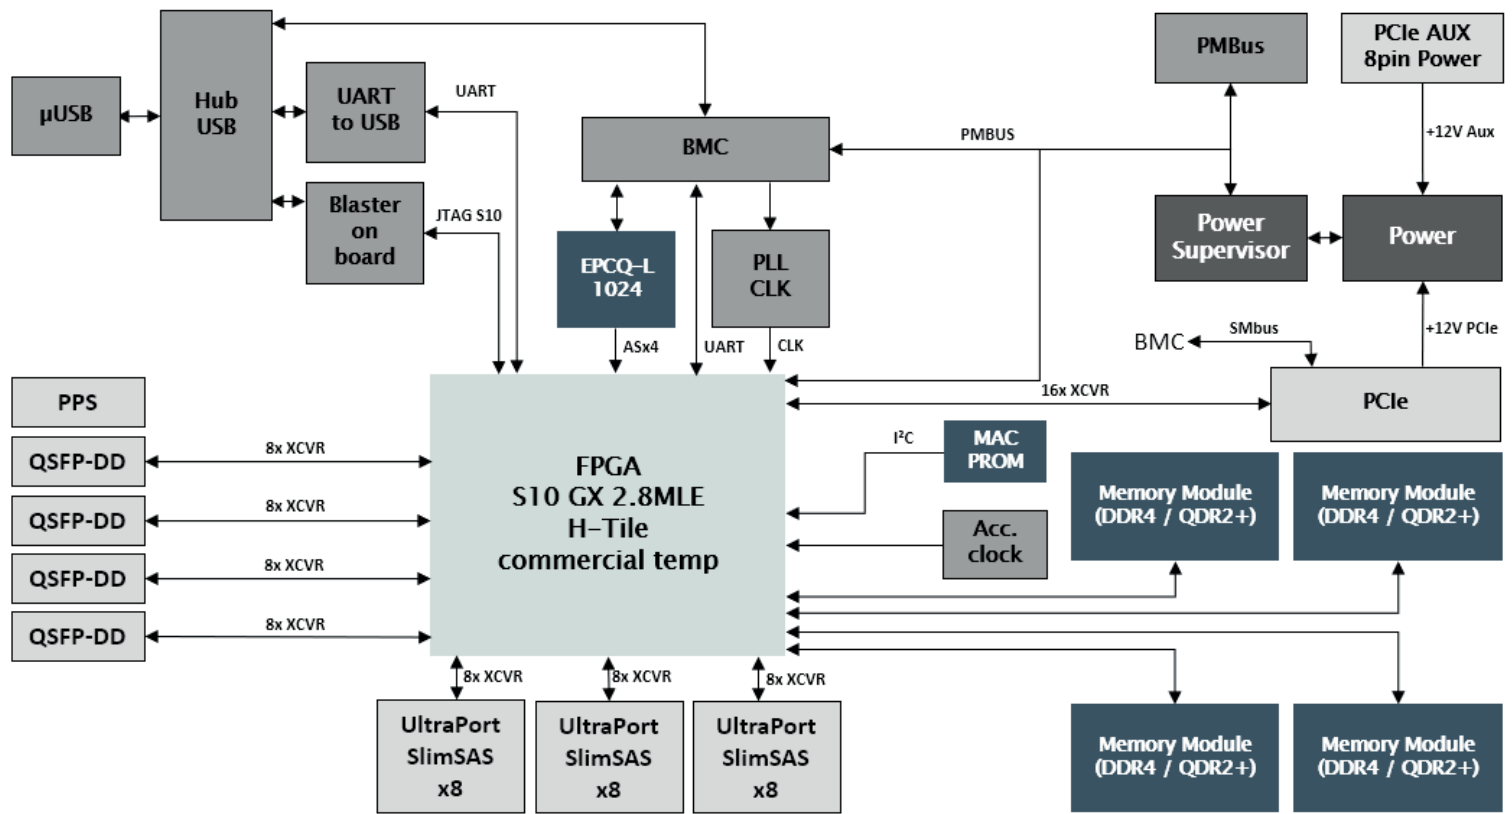 PMBus
PCIe AUX
8pin Power
Hub
USB
μUSB
UART
to USB
UART
BMC
PMBUS
+12V Aux
Blaster
on
board
JTAG S10
EPCQ-L
1024
PLL
CLK
Power
Supervisor
Power
ASx4
UART
CLK
BMC
SMbus
+12V PCIe
PCIe
16x XCVR
PPS
QSFP-DD
8x XCVR
QSFP-DD
8x XCVR
QSFP-DD
8x XCVR
QSFP-DD
8x XCVR
FPGA
S10 GX 2.8MLE
H-Tile
commercial temp
I²C
MAC
PROM
Acc.
clock
Memory Module
(DDR4 / QDR2+)
Memory Module
(DDR4 / QDR2+)
8x XCVR
8x XCVR
8x XCVR
UltraPort
SlimSAS
x8
UltraPort
SlimSAS
x8
UltraPort
SlimSAS
x8
Memory Module
(DDR4 / QDR2+)
Memory Module
(DDR4 / QDR2+)